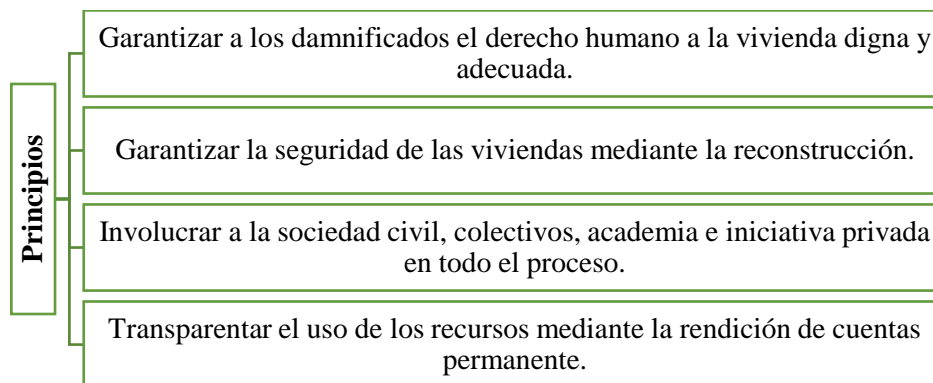 Principios
Garantizar a los damnificados el derecho humano a la vivienda digna y
adecuada.
Garantizar la seguridad de las viviendas mediante la reconstrucción.
Involucrar a la sociedad civil, colectivos, academia e iniciativa privada
en todo el proceso.
Transparentar el uso de los recursos mediante la rendición de cuentas
permanente.